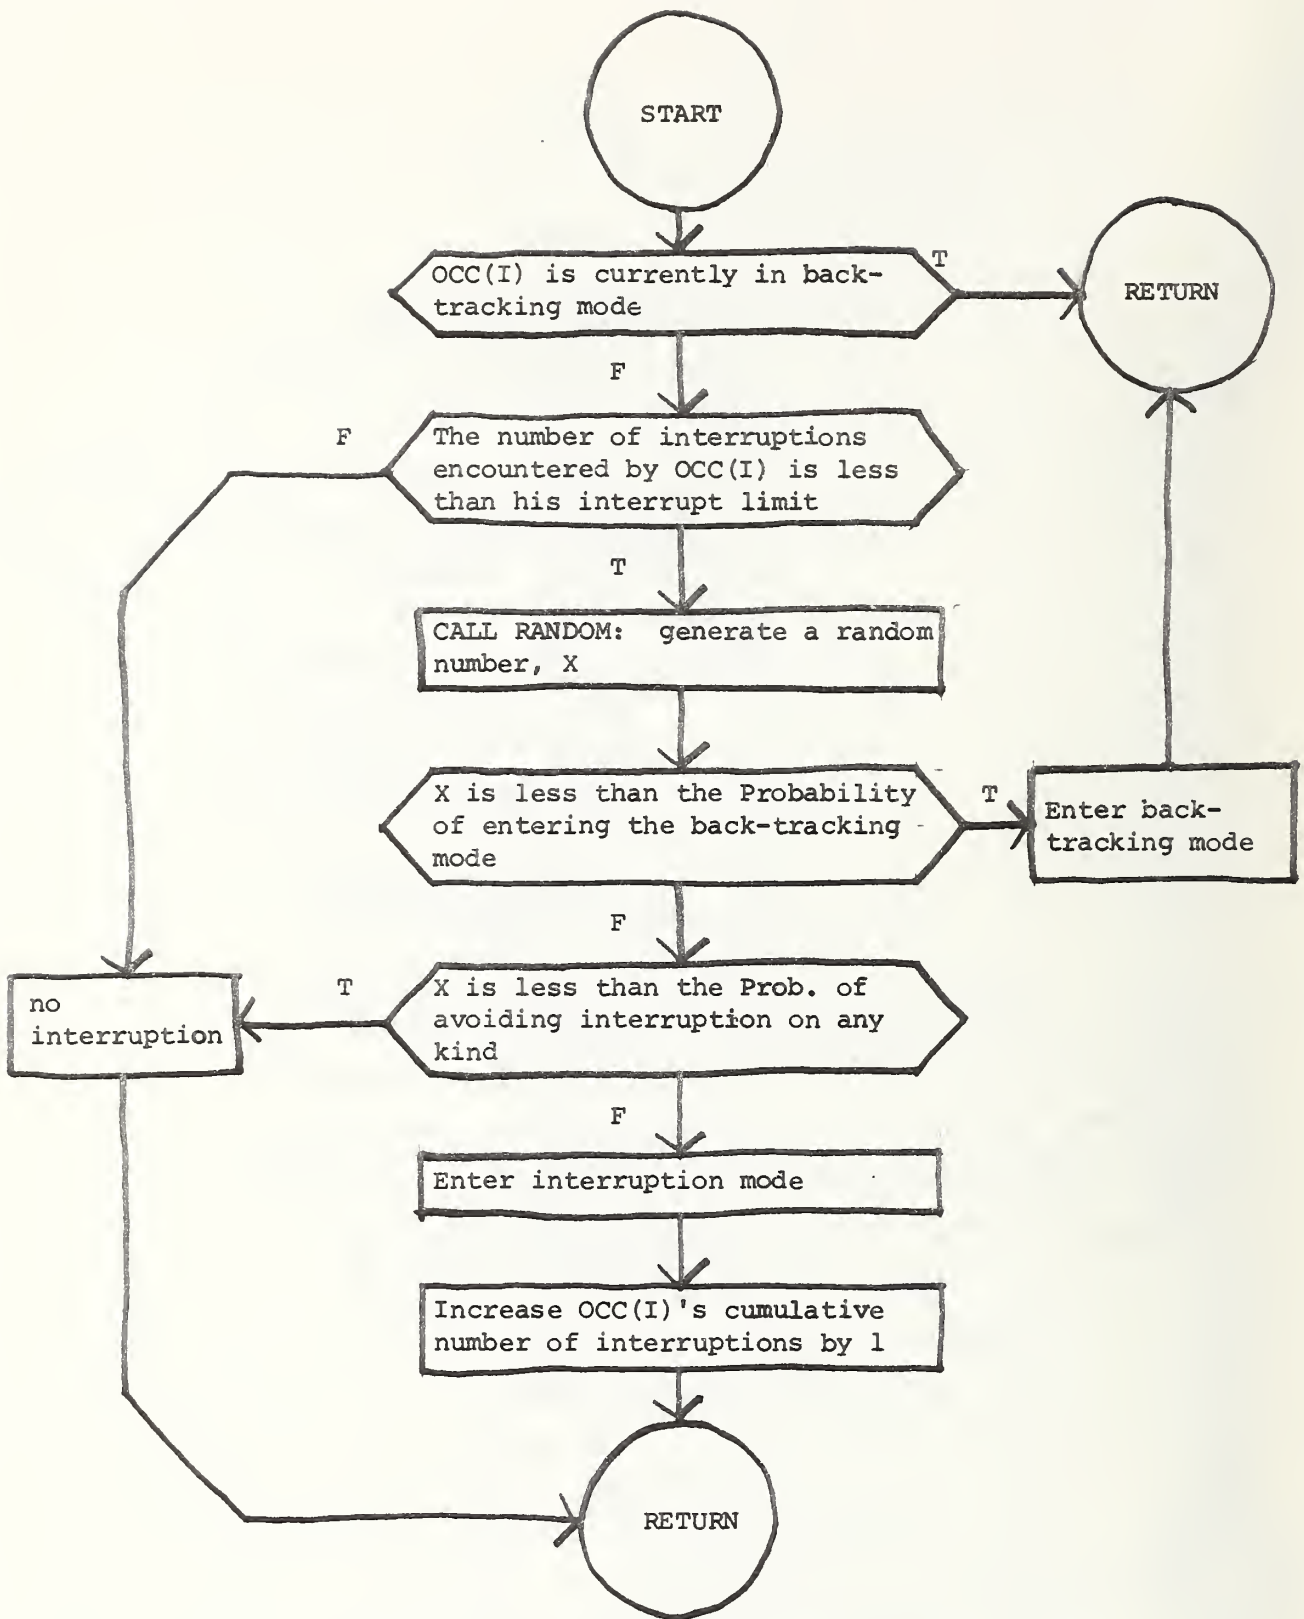 START
OCC(I) is currently in back-
tracking mode
T
RETURN
F
F
The number of interruptions
encountered by OCC(I) is less
than his interrupt limit
T
CALL RANDOM: generate a random
number, X
X is less than the Probability
of entering the back-tracking
mode
T
Enter back-
tracking mode
F
no
interruption
T
X is less than the Prob. of
avoiding interruption on any
kind
F
Enter interruption mode
Increase OCC(I)'s cumulative
number of interruptions by 1
RETURN